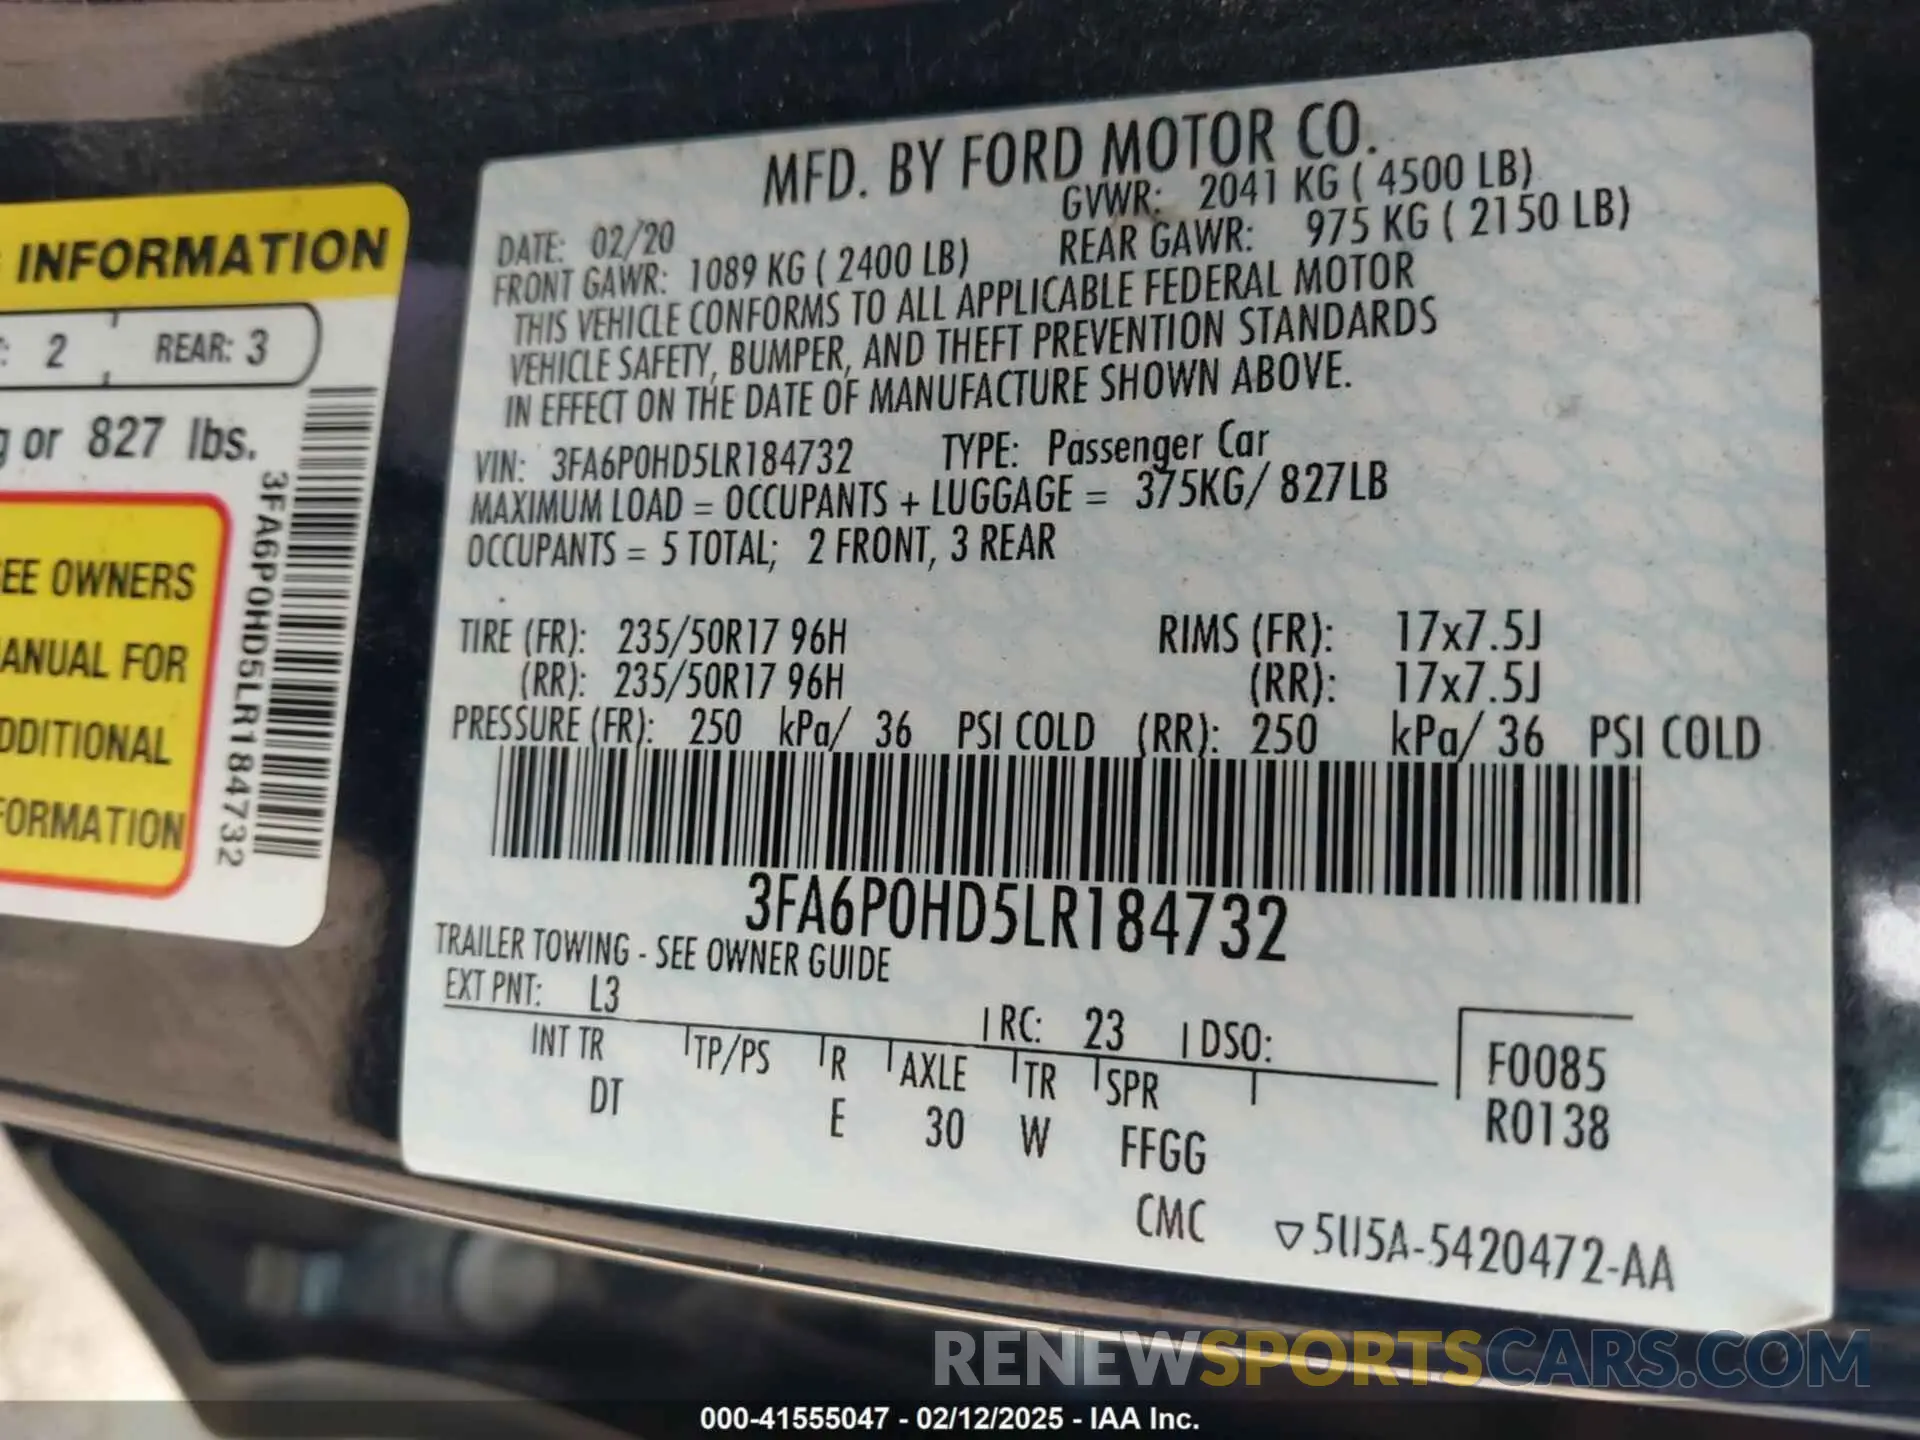 INFORMATION
: 2 REAR: 3
g or 827 lbs.
3FA6P0HD5LR184732
EE OWNERS
ANUAL FOR
DDITIONAL
FORMATION
MFD. BY FORD MOTOR CO.
DATE: 02/20 GVWR: 2041 KG ( 4500 LB)
FRONT GAWR: 1089 KG ( 2400 LB) REAR GAWR: 975 KG ( 2150 LB)
THIS VEHICLE CONFORMS TO ALL APPLICABLE FEDERAL MOTOR
VEHICLE SAFETY, BUMPER, AND THEFT PREVENTION STANDARDS
IN EFFECT ON THE DATE OF MANUFACTURE SHOWN ABOVE.
VIN: 3FA6P0HD5LR184732 TYPE: Passenger Car
MAXIMUM LOAD = OCCUPANTS + LUGGAGE = 375KG/ 827LB
OCCUPANTS = 5 TOTAL; 2 FRONT, 3 REAR
TIRE (FR): 235/50R17 96H RIMS (FR): 17x7.5J
(RR): 235/50R17 96H (RR): 17x7.5J
PRESSURE (FR): 250 kPa/ 36 PSI COLD (RR): 250 kPa/ 36 PSI COLD
3FA6P0HD5LR184732
TRAILER TOWING - SEE OWNER GUIDE
EXT PNT: L3 RC: 23 DSO:
INT TR TP/PS R AXLE TR SPR F0085
DT E 30 W FFGG R0138
CMC 5U5A-5420472-AA
RENEWSPORTSCARS.COM
000-41555047 - 02/12/2025 - IAA Inc.